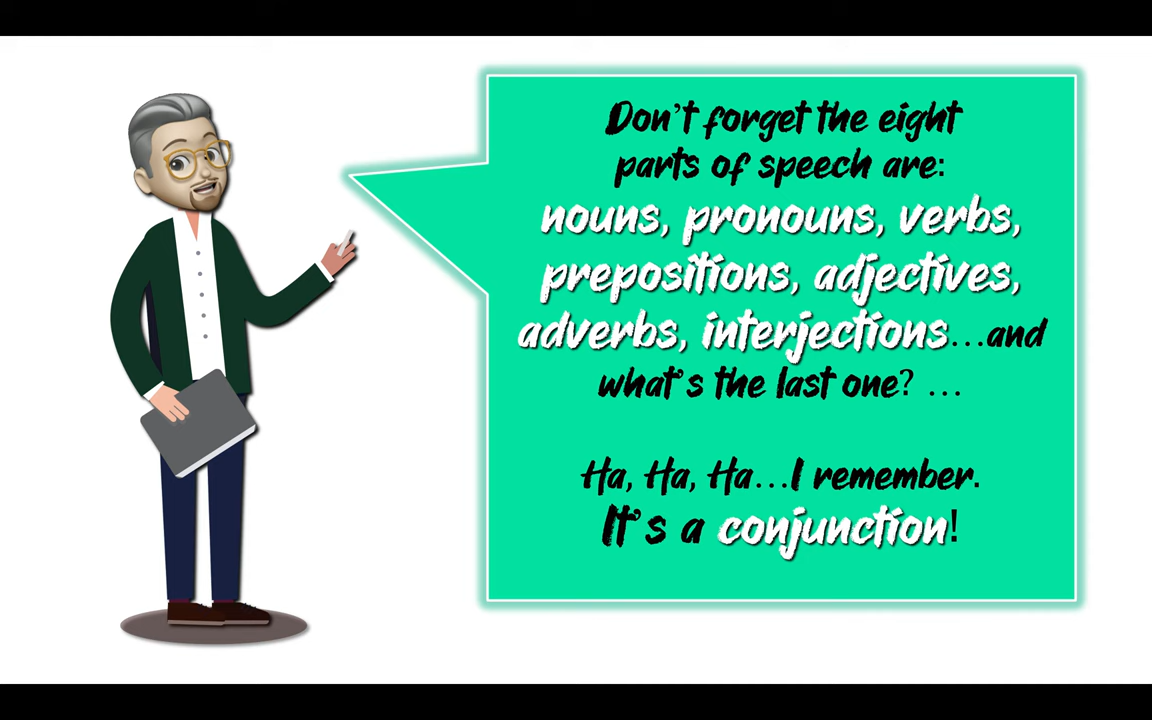 Don't forget the eight
parts of speech are:
nouns, pronouns, verbs,
prepositions, adjectives,
adverbs, interjections...and
what's the last one? ...
Ha, Ha, Ha...I remember.
It's a conjunction!